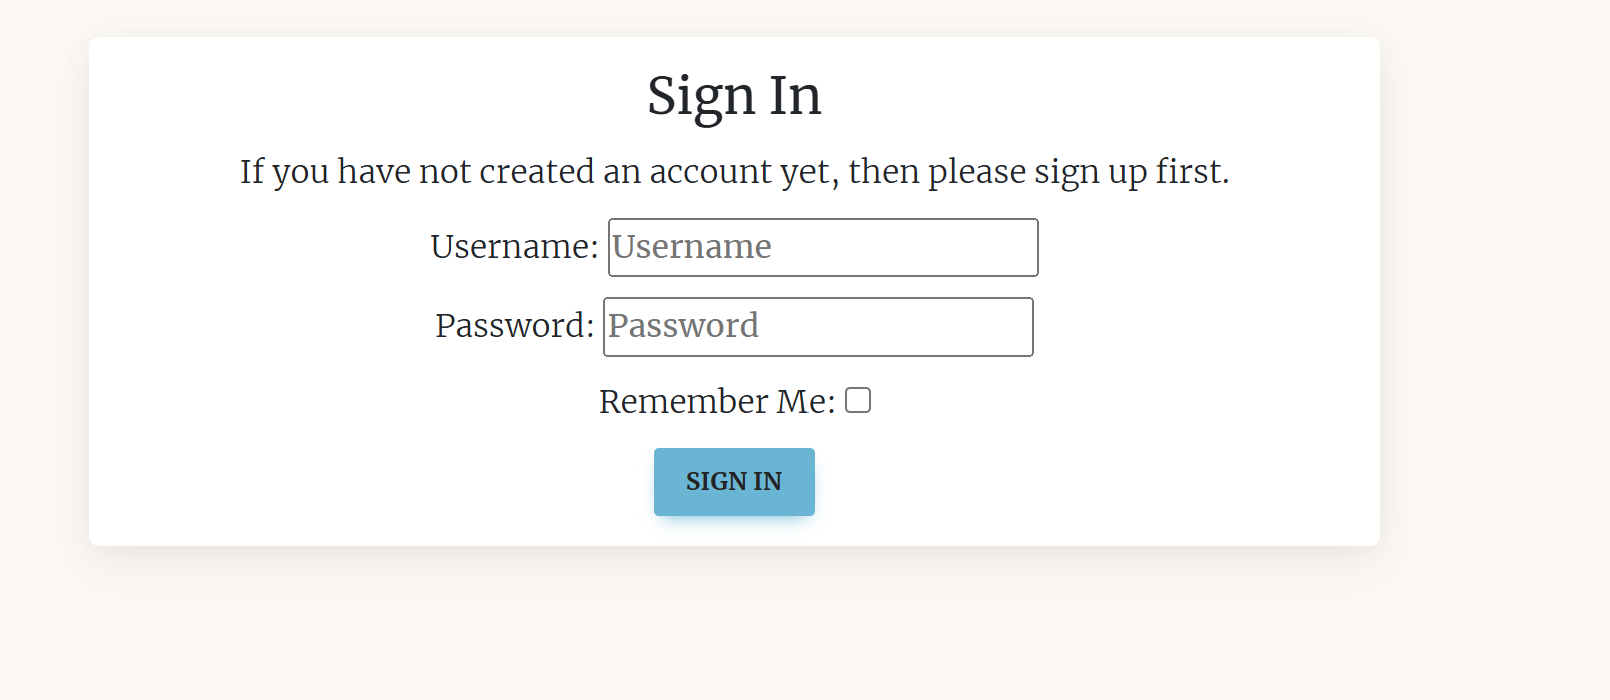 Sign In
If you have not created an account yet, then please sign up first.
Username: Username
Password: Password
Remember Me:
SIGN IN